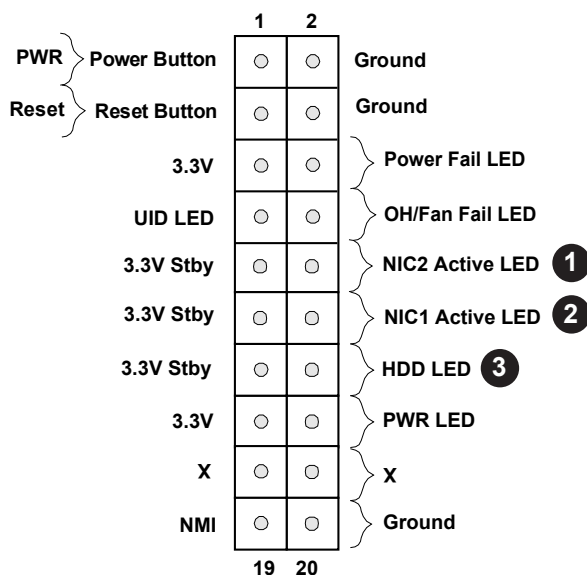 1 2
PWR Power Button Ground
Reset Reset Button Ground
3.3V Power Fail LED
UID LED OH/Fan Fail LED
3.3V Stby NIC2 Active LED 1
3.3V Stby NIC1 Active LED 2
3.3V Stby HDD LED 3
3.3V PWR LED
X X
NMI Ground
19 20